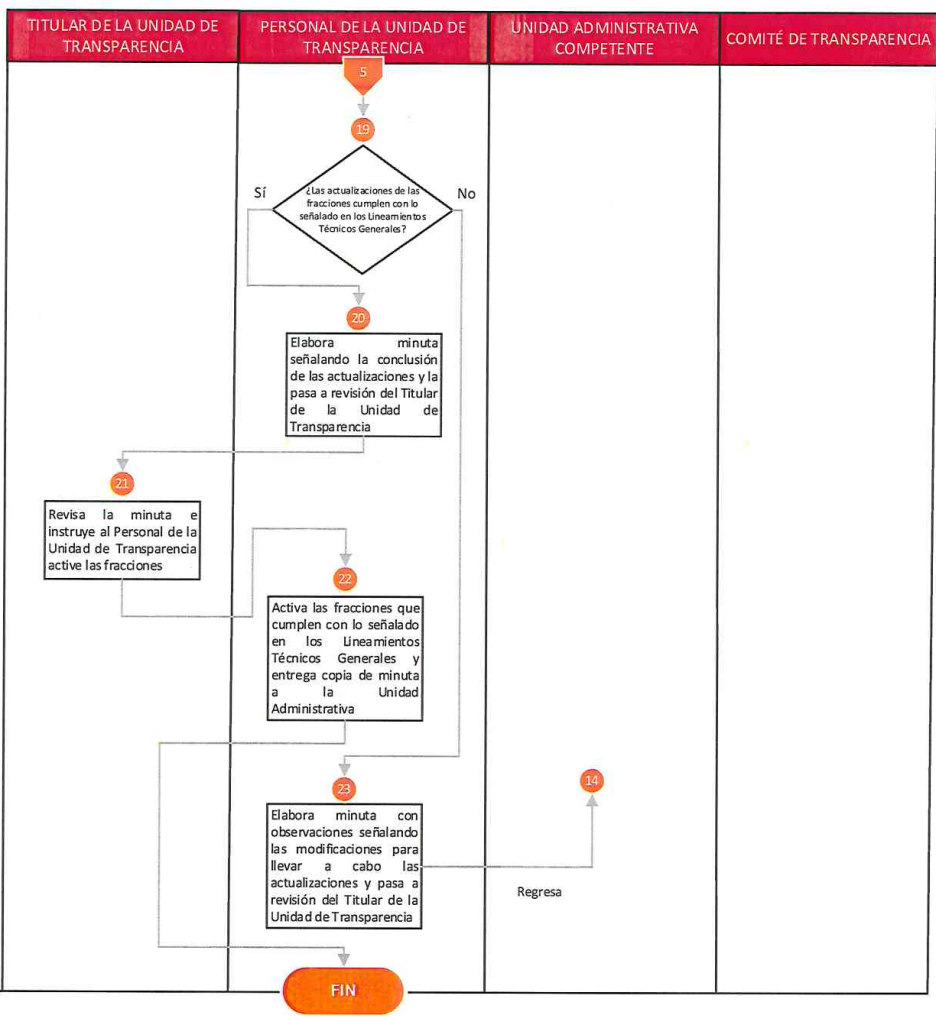 TITULAR DE LA UNIDAD DE
TRANSPARENCIA
PERSONAL DE LA UNIDAD DE
TRANSPARENCIA
UNIDAD ADMINISTRATIVA
COMPETENTE
COMITÉ DE TRANSPARENCIA
5
19
Sí
¿Las actualizaciones de las
fracciones cumplen con lo
señalado en los Lineamientos
Técnicos Generales?
No
20
Elabora minuta
señalando la conclusión
de las actualizaciones y la
pasa a revisión del Titular
de la Unidad de
Transparencia
21
Revisa la minuta e
instruye al Personal de la
Unidad de Transparencia
active las fracciones
22
Activa las fracciones que
cumplen con lo señalado
en los Lineamientos
Técnicos Generales y
entrega copia de minuta
a la Unidad
Administrativa
23
Elabora minuta con
observaciones señalando
las modificaciones para
llevar a cabo las
actualizaciones y pasa a
revisión del Titular de la
Unidad de Transparencia
14
Regresa
FIN